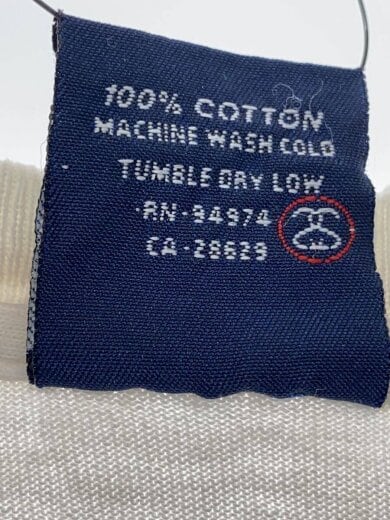 100% COTTON
MACHINE WASH COLD
TUMBLE DRY LOW
RN-94974
CA-28629